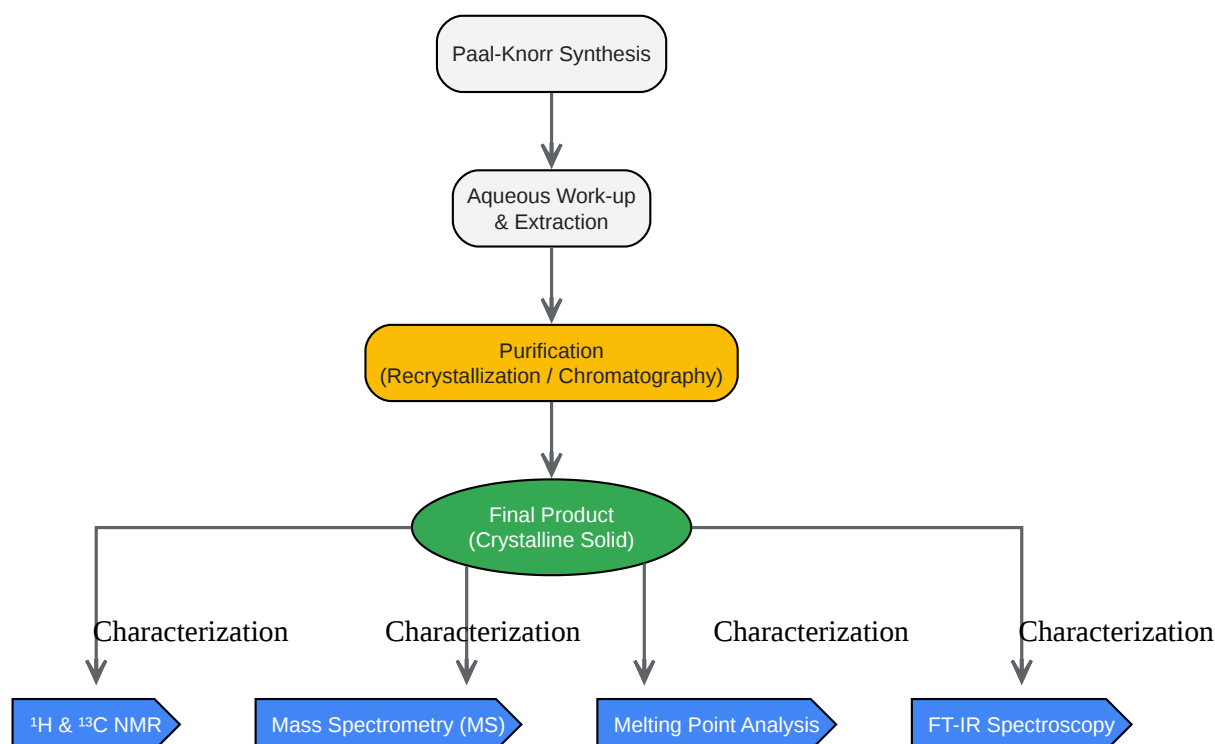 Paal-Knorr Synthesis
Aqueous Work-up
& Extraction
Purification
(Recrystallization / Chromatography)
Final Product
(Crystalline Solid)
Characterization
Characterization
Characterization
Characterization
¹H & ¹³C NMR
Mass Spectrometry (MS)
Melting Point Analysis
FT-IR Spectroscopy